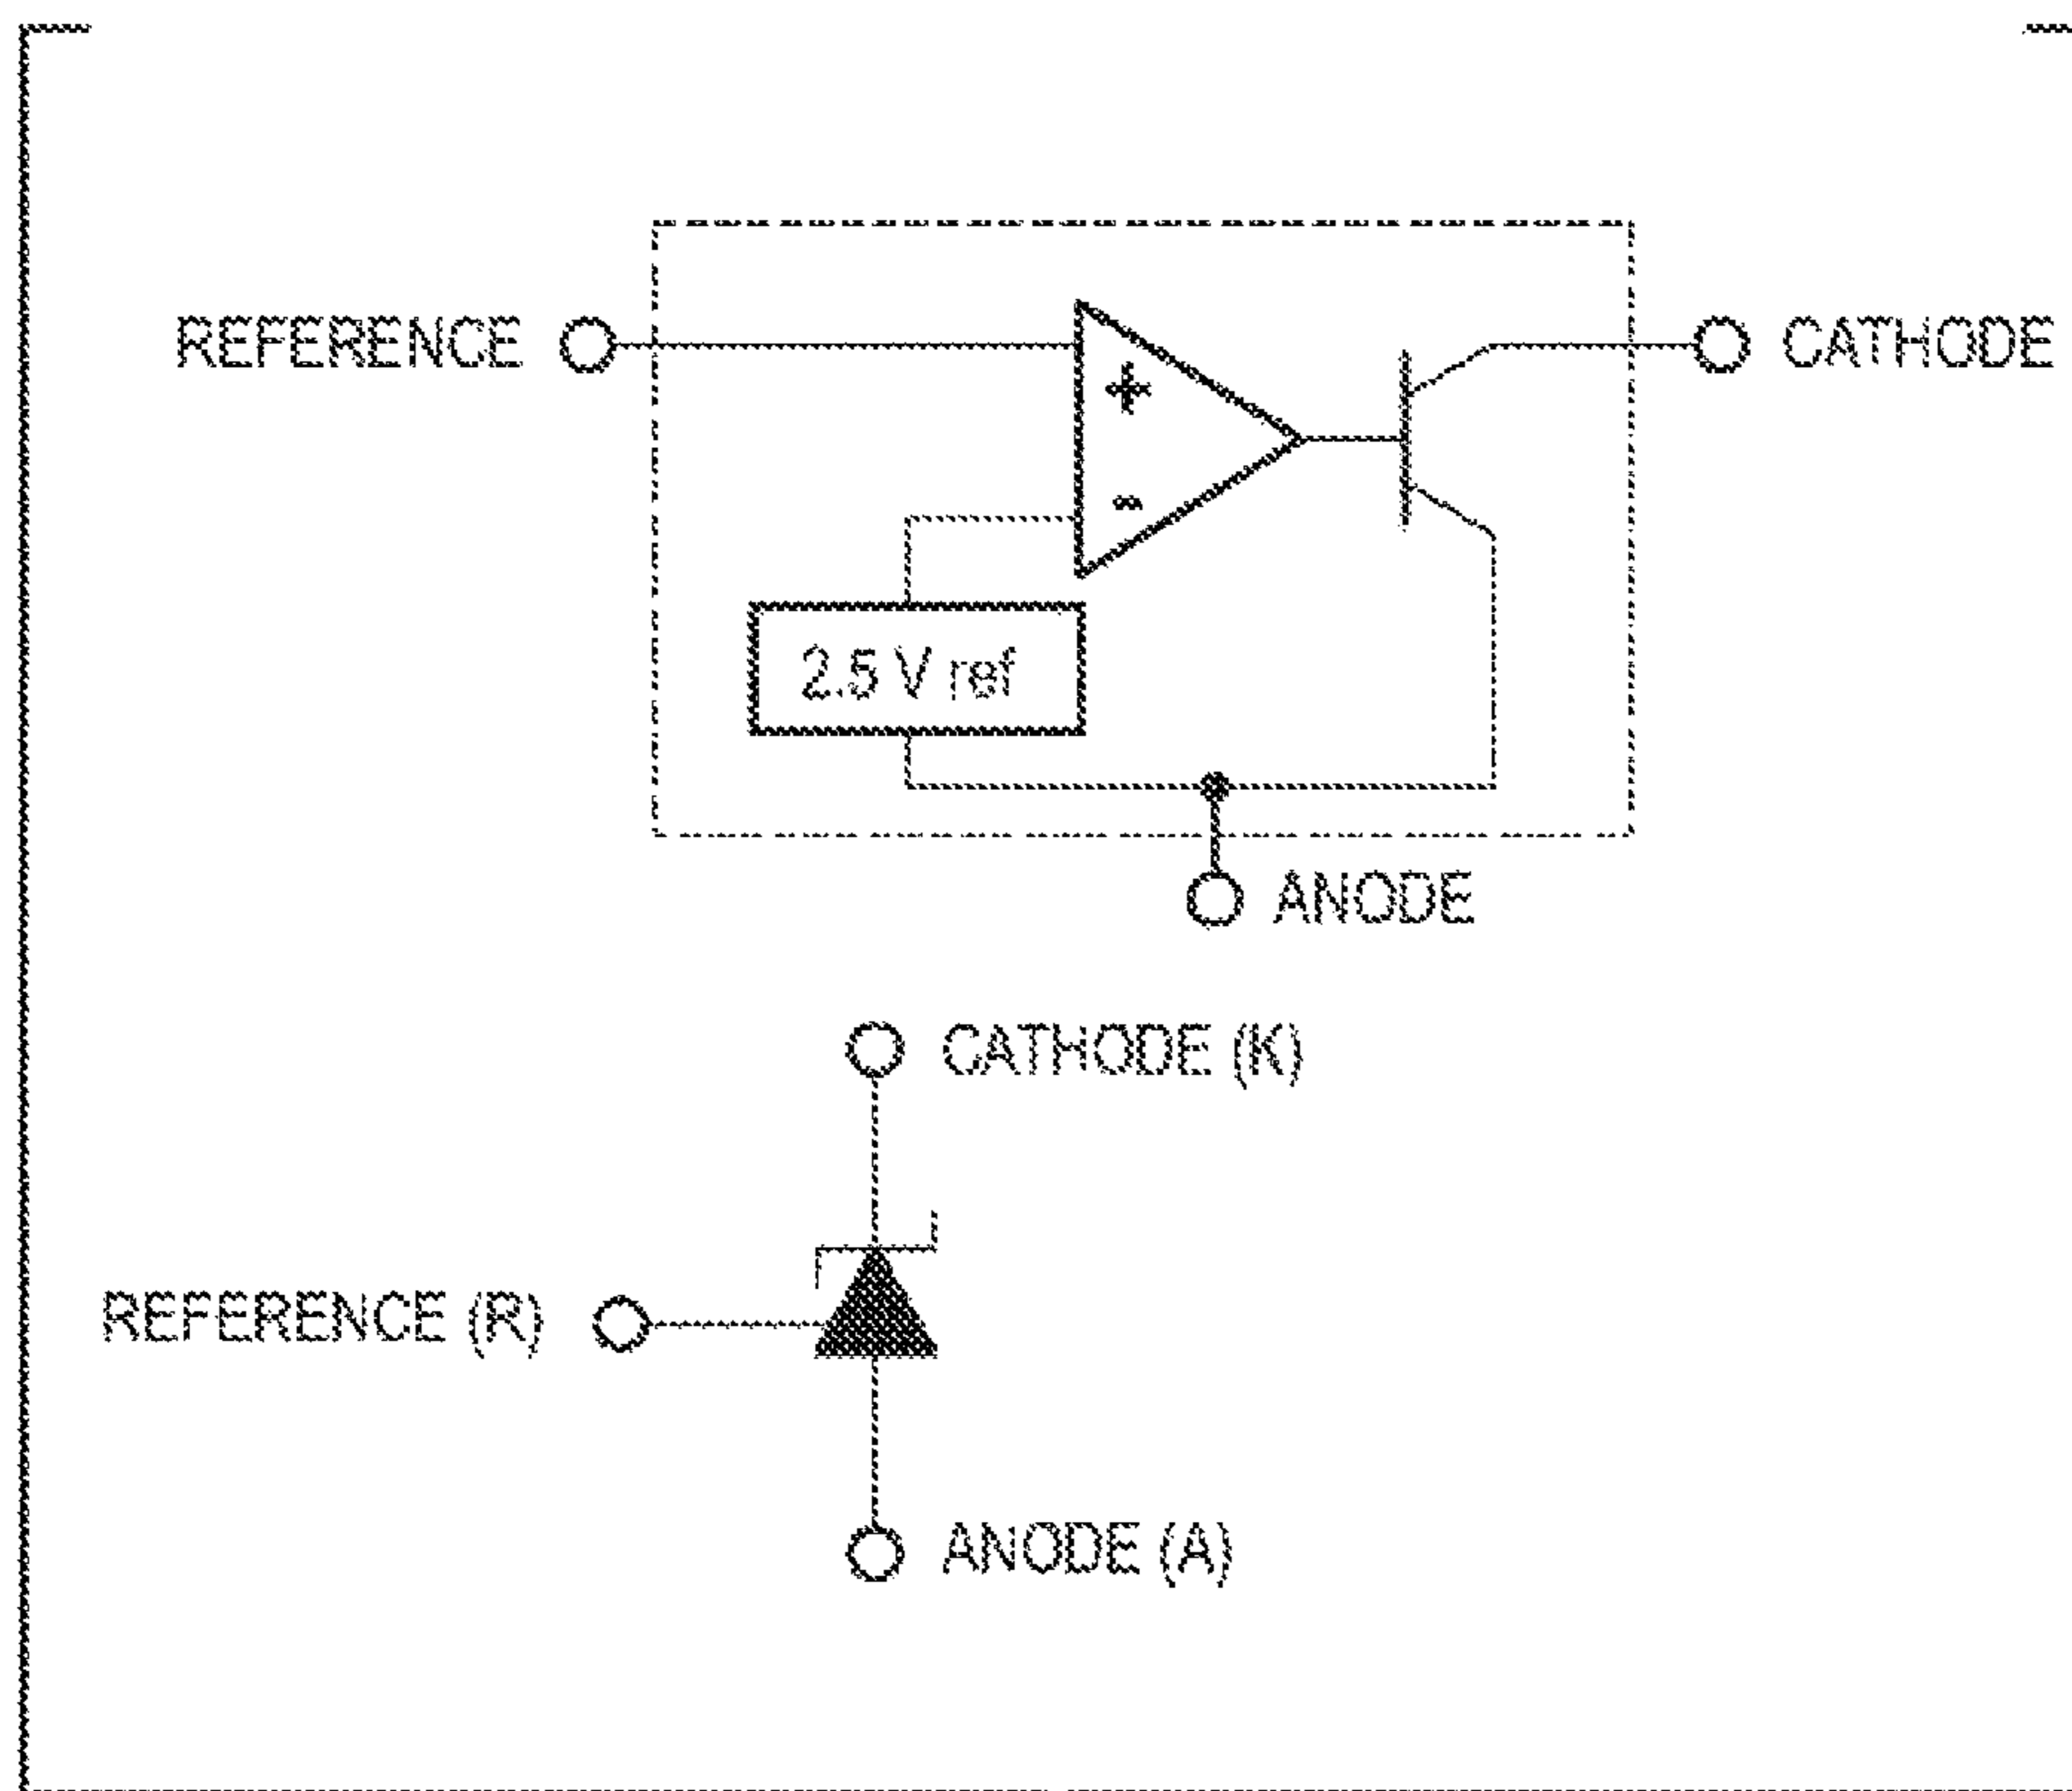 REFERENCE
CATHODE
+
-
2.5 V ref
ANODE
CATHODE (K)
REFERENCE (R)
ANODE (A)